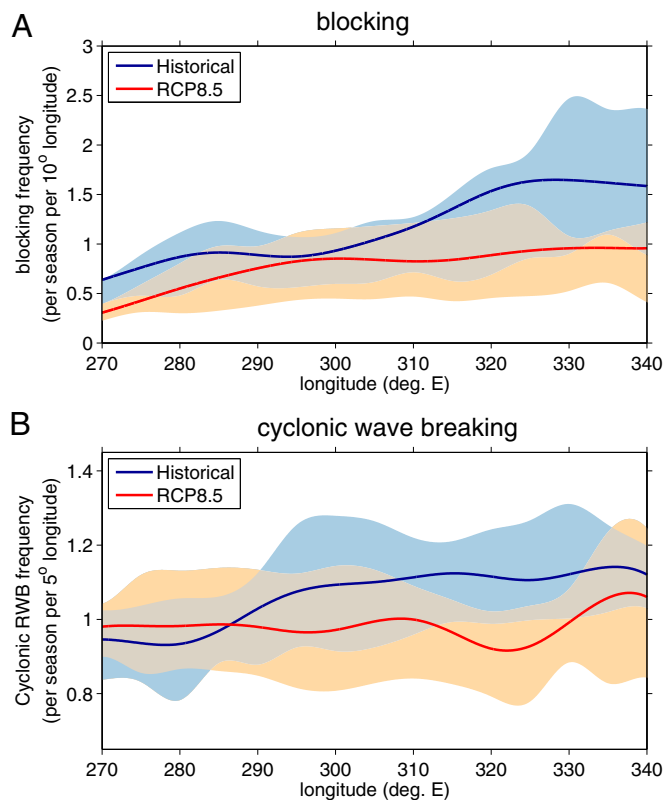 A
blocking
Historical
RCP8.5
blocking frequency
(per season per 10° longitude)
3
2.5
2
1.5
1
0.5
0
270 280 290 300 310 320 330 340
longitude (deg. E)
B
cyclonic wave breaking
Historical
RCP8.5
Cyclonic RWB frequency
(per season per 5° longitude)
1.4
1.2
1
0.8
270 280 290 300 310 320 330 340
longitude (deg. E)